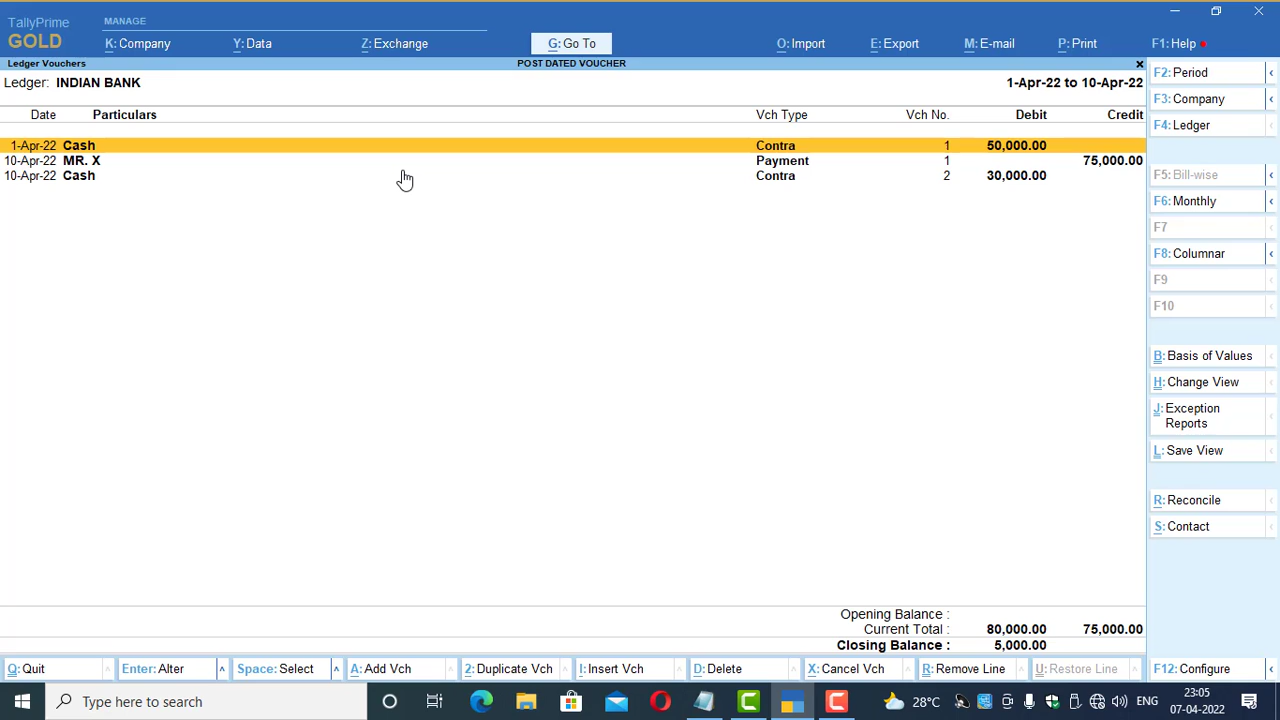 TallyPrime
GOLD
MANAGE
K: Company Y: Data Z: Exchange G: Go To O: Import E: Export M: E-mail P: Print F1: Help
Ledger Vouchers POST DATED VOUCHER
Ledger: INDIAN BANK 1-Apr-22 to 10-Apr-22
Date Particulars Vch Type Vch No. Debit Credit
1-Apr-22 Cash Contra 1 50,000.00
10-Apr-22 MR. X Payment 1 75,000.00
10-Apr-22 Cash Contra 2 30,000.00
Opening Balance :
Current Total : 80,000.00 75,000.00
Closing Balance : 5,000.00
F2: Period
F3: Company
F4: Ledger
F5: Bill-wise
F6: Monthly
F7
F8: Columnar
F9
F10
B: Basis of Values
H: Change View
J: Exception
Reports
L: Save View
R: Reconcile
S: Contact
Q: Quit Enter: Alter Space: Select A: Add Vch 2: Duplicate Vch I: Insert Vch D: Delete X: Cancel Vch R: Remove Line U: Restore Line F12: Configure
Type here to search 28°C ENG 23:05
07-04-2022